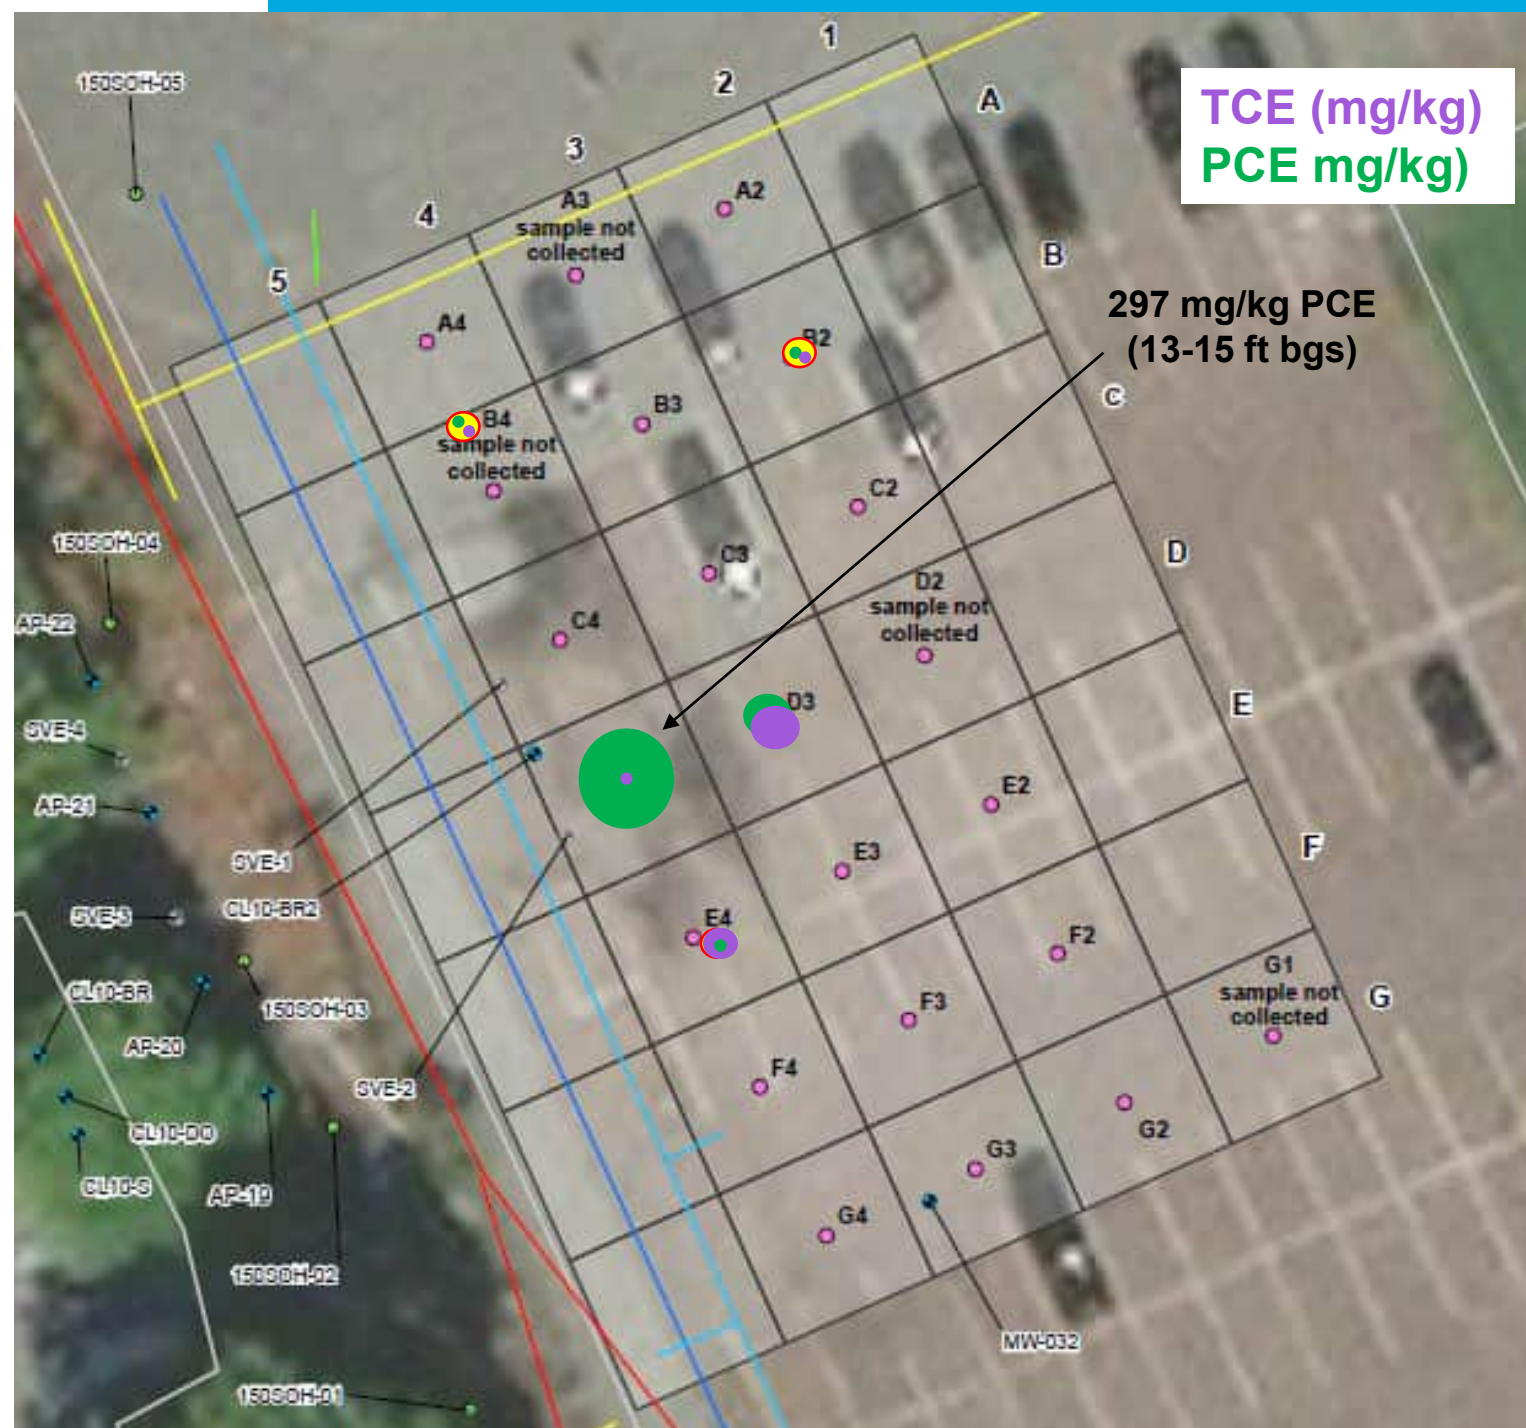 TCE (mg/kg)
PCE mg/kg)
297 mg/kg PCE
(13-15 ft bgs)
1
2
3
4
5
A
B
C
D
E
F
G
A2
A3
sample not
collected
A4
B2
B3
B4
sample not
collected
C2
C3
C4
D2
sample not
collected
D3
E2
E3
E4
F2
F3
F4
G1
sample not
collected
G2
G3
G4
150SOH-05
150SOH-04
AP-22
SVE-4
AP-21
SVE-1
SVE-3
CL10-BR2
CL10-BR
150SOH-03
AP-20
SVE-2
CL10-DO
CL10-S
AP-19
150SOH-02
MW-032
150SOH-01